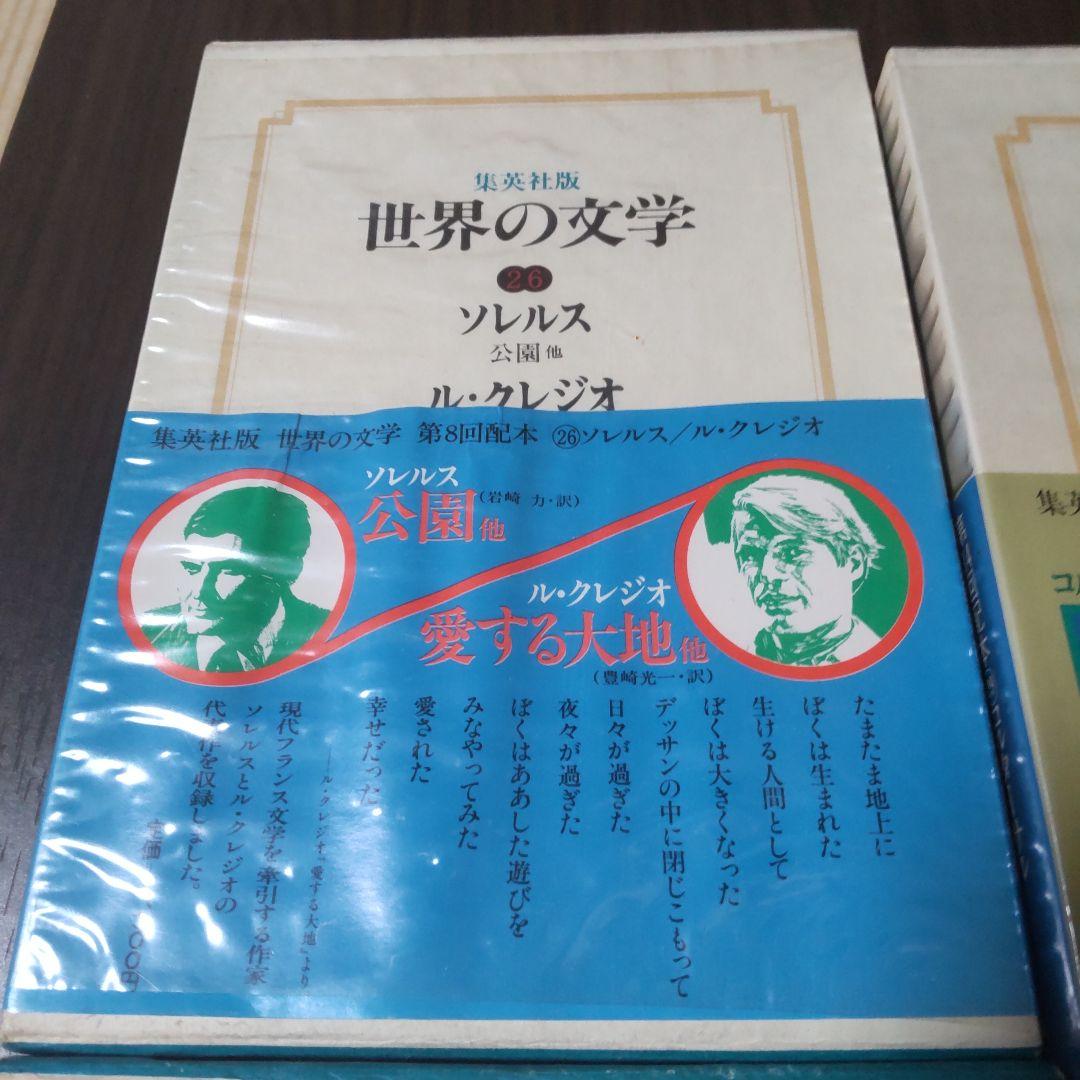 集英社版
世界の文学
26
ソレルス
公園 他
ル・クレジオ
集英社版 世界の文学 第8回配本 ㉖ソレルス/ル・クレジオ
ソレルス
公園他
(岩崎 力・訳)
ル・クレジオ
愛する大地他
(豊崎光一・訳)
たまたま地上に
ぼくは生まれた
生ける人間として
ぼくは大きくなった
デッサンの中に閉じこもって
日々が過ぎた
夜々が過ぎた
ぼくはああした遊びを
みなやってみた
愛された
幸せだった
――ル・クレジオ『愛する大地』より
現代フランス文学を牽引する作家
ソレルスとル・クレジオの
代表作を収録しました。
定価
集英